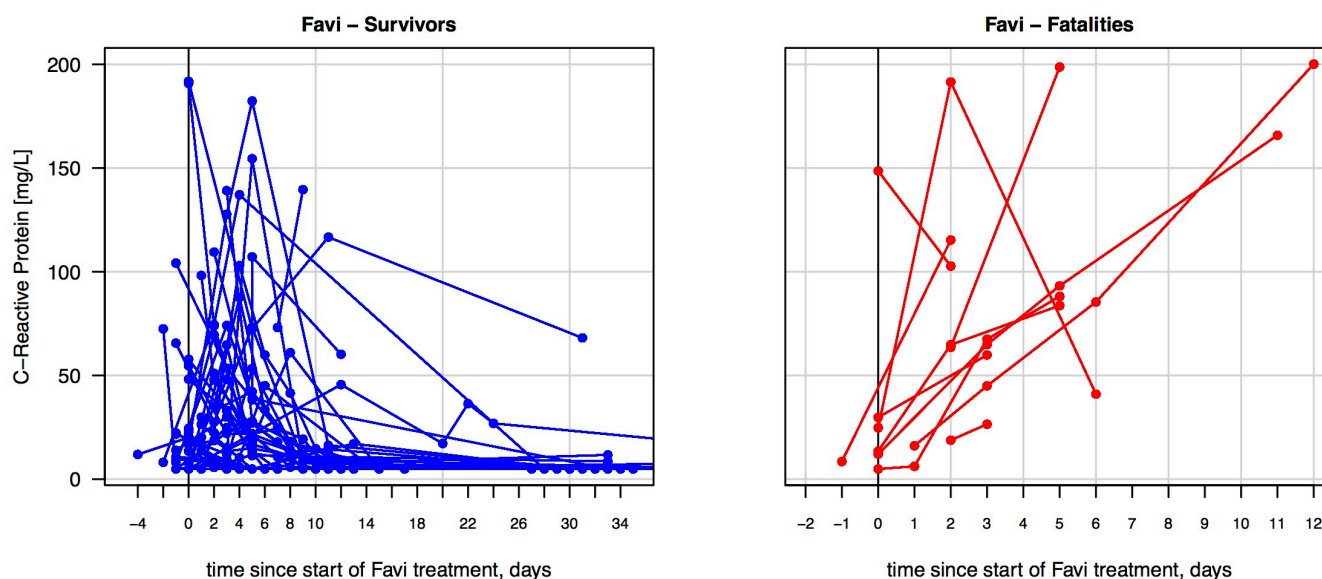 Favi – Survivors
Favi – Fatalities
C–Reactive Protein [mg/L]
200
150
100
50
0
−4 0 2 4 6 8 10 14 18 22 26 30 34
−2 −1 0 1 2 3 4 5 6 7 8 9 10 11 12
time since start of Favi treatment, days
time since start of Favi treatment, days